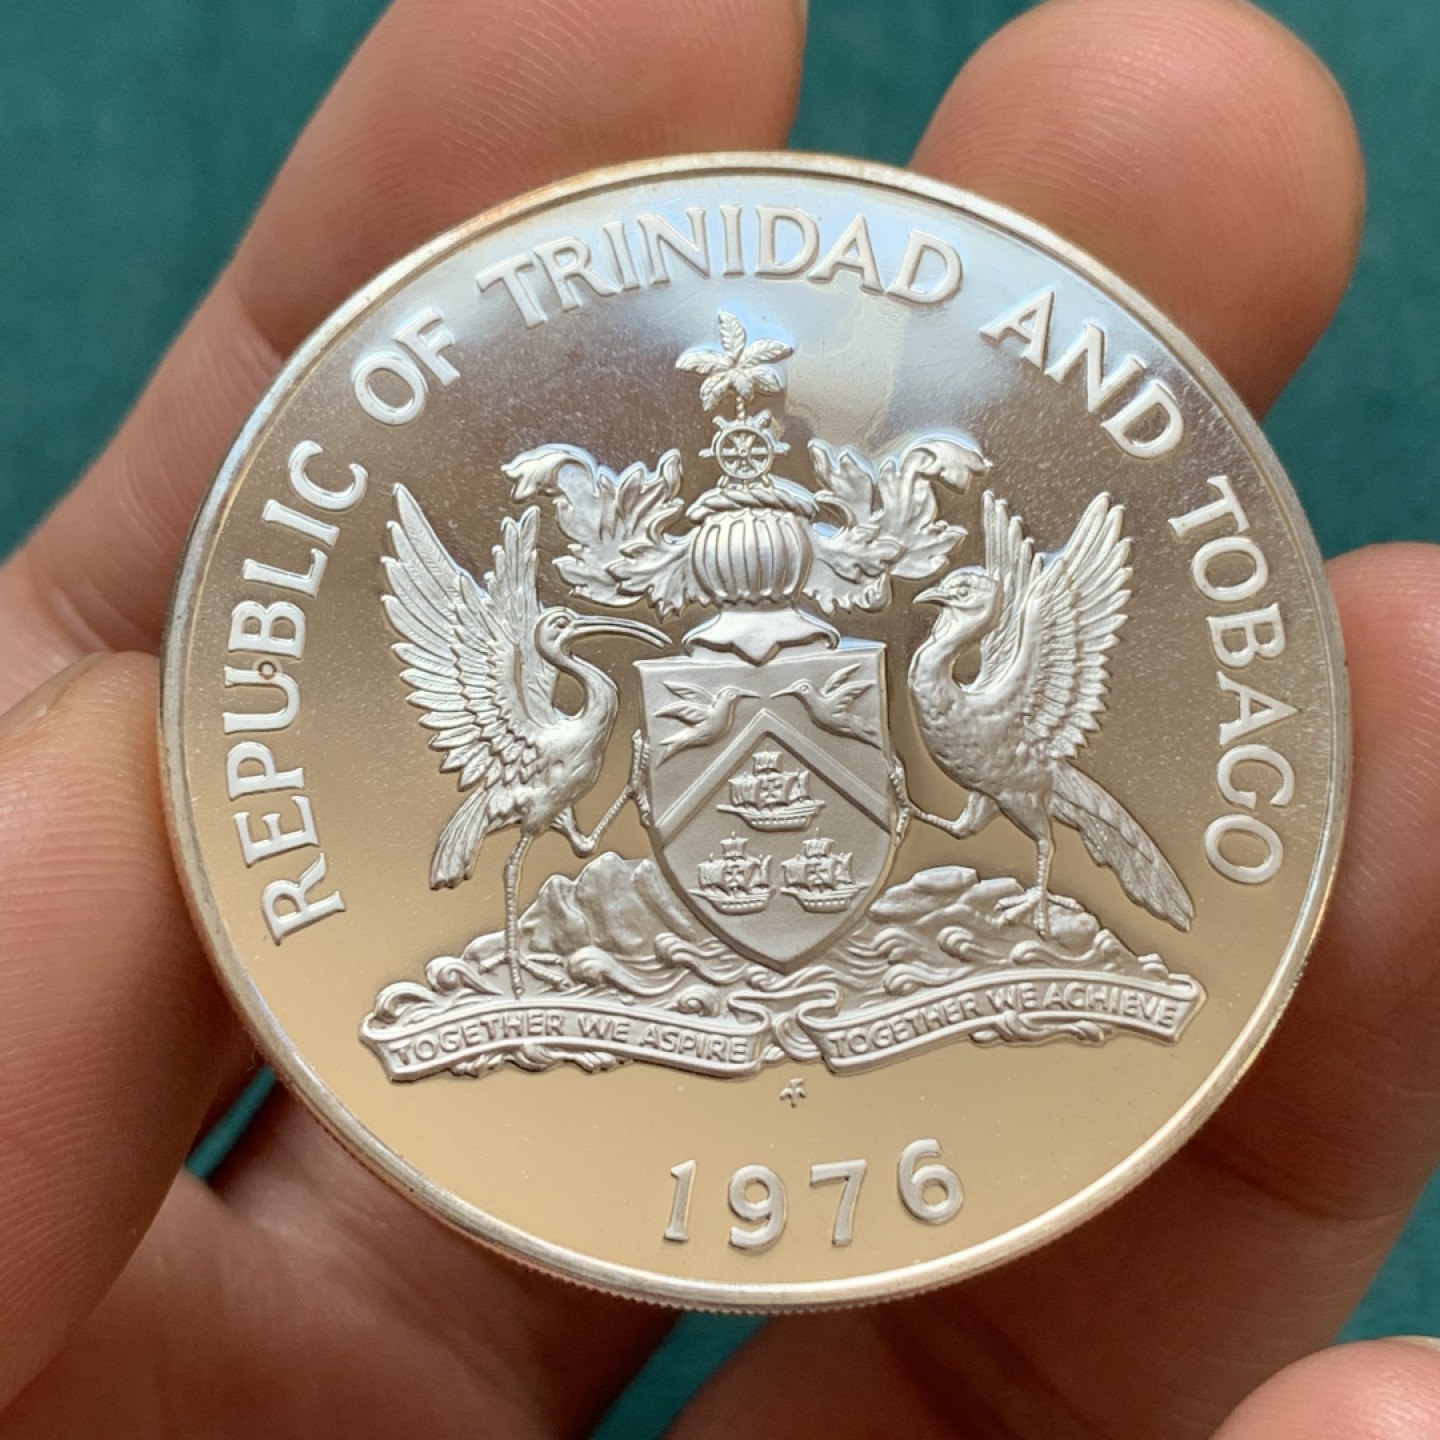 REPUBLIC OF TRINIDAD AND TOBAGO
TOGETHER WE ASPIRE TOGETHER WE ACHIEVE
1976